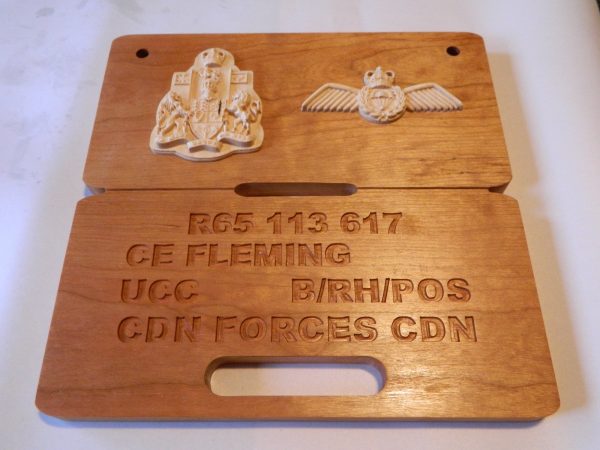 R65 113 617
CE FLEMING
UCC B/RH/POS
CDN FORCES CDN